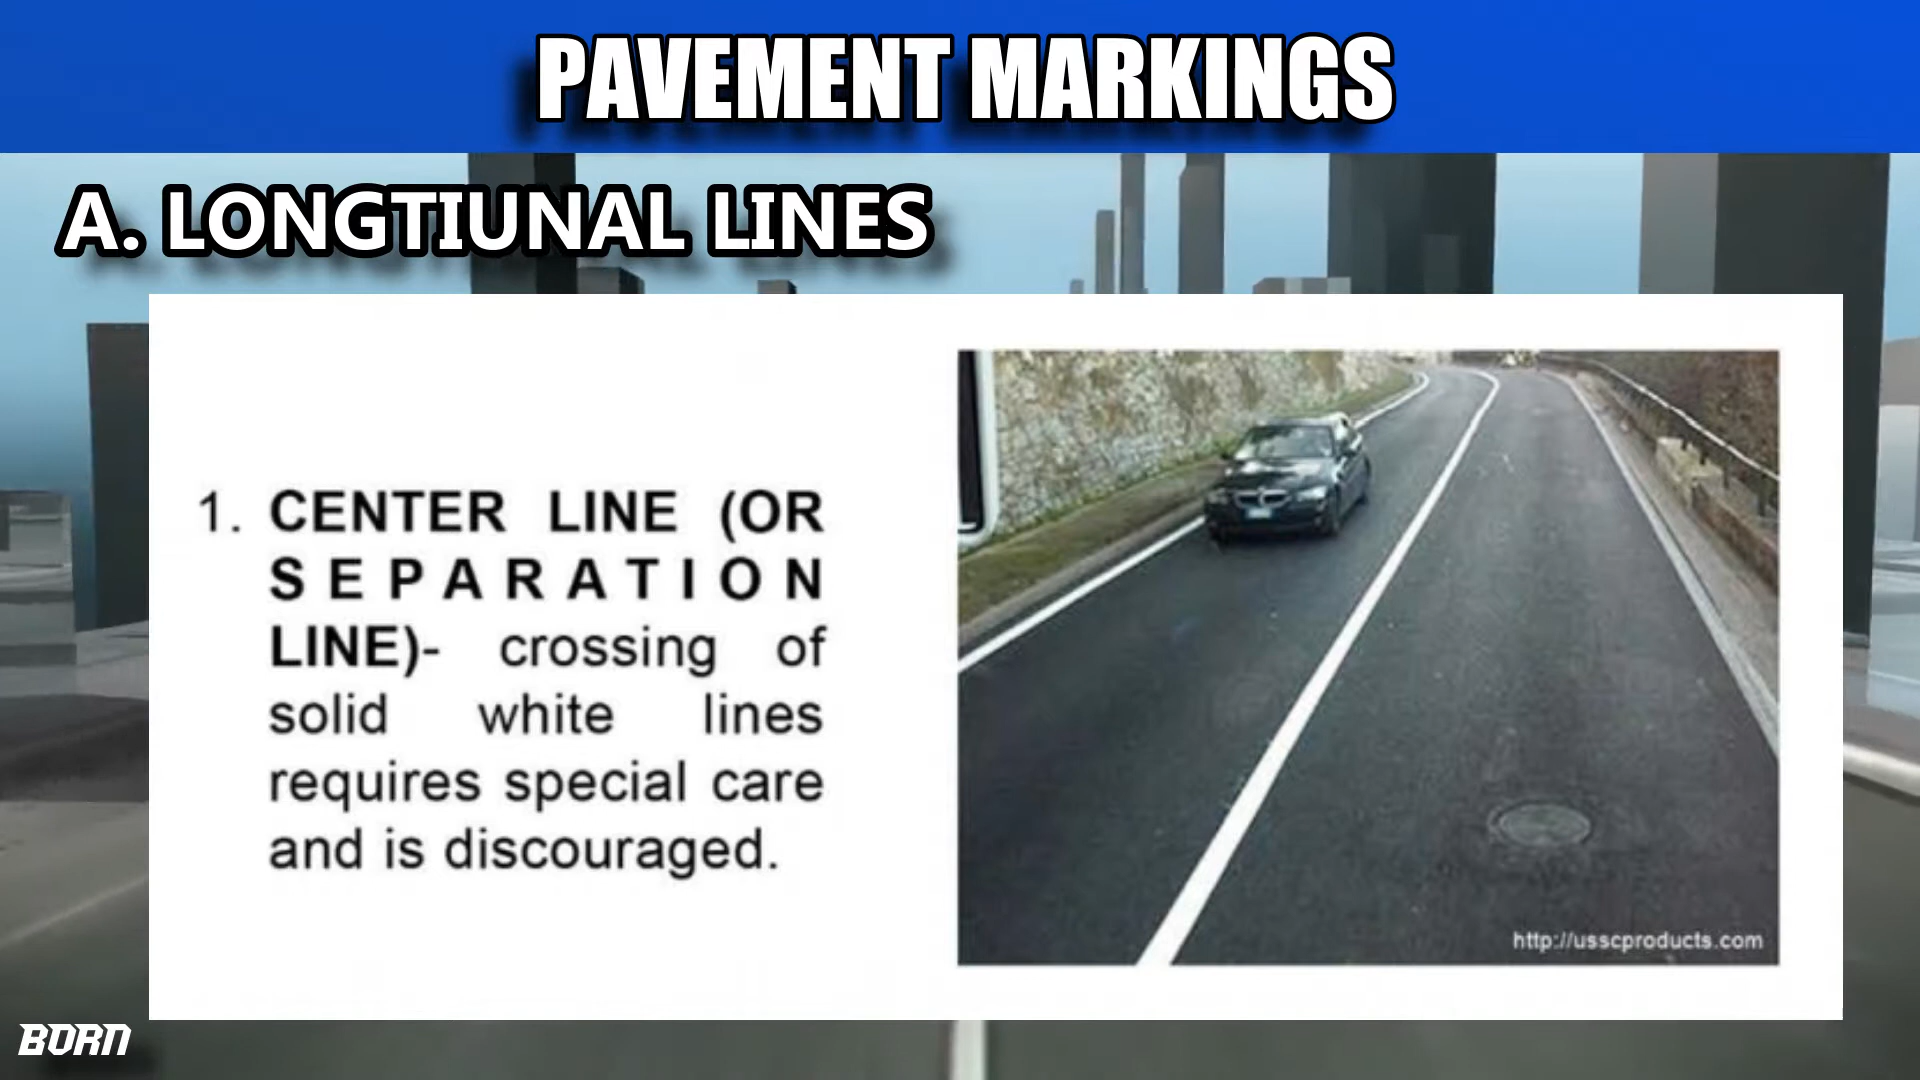 PAVEMENT MARKINGS
A. LONGTIUNAL LINES
1. CENTER LINE (OR
SEPARATION
LINE)- crossing of
solid white lines
requires special care
and is discouraged.
http://usscproducts.com
BORN